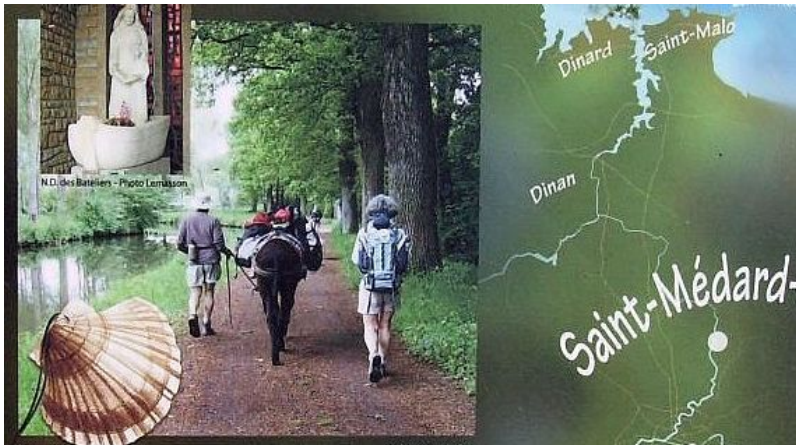 N.D. des Bateliers - Photo Lemasson
Dinard
Saint-Malo
Dinan
Saint-Médard-